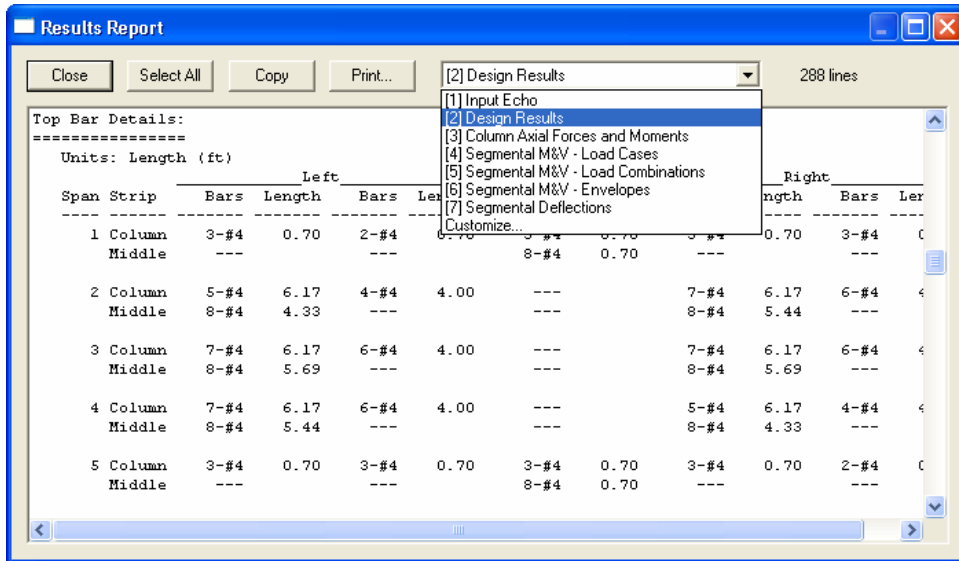 Results Report
Close Select All Copy Print... [2] Design Results 288 lines
[1] Input Echo
[2] Design Results
[3] Column Axial Forces and Moments
[4] Segmental M&V - Load Cases
[5] Segmental M&V - Load Combinations
[6] Segmental M&V - Envelopes
[7] Segmental Deflections
Customize...
Top Bar Details:
=================
Units: Length (ft)
Left Right
Span Strip Bars Length Bars Bars
---- ------ ------- ------- ------- ------- -------
1 Column 3-#4 0.70 2-#4 0.70 3-#4
Middle --- --- 8-#4 0.70 --- ---
2 Column 5-#4 6.17 4-#4 4.00 --- 7-#4 6.17 6-#4
Middle 8-#4 4.33 --- --- 8-#4 5.44 ---
3 Column 7-#4 6.17 6-#4 4.00 --- 7-#4 6.17 6-#4
Middle 8-#4 5.69 --- --- 8-#4 5.69 ---
4 Column 7-#4 6.17 6-#4 4.00 --- 5-#4 6.17 4-#4
Middle 8-#4 5.44 --- --- 8-#4 4.33 ---
5 Column 3-#4 0.70 3-#4 0.70 3-#4 0.70 3-#4 0.70 2-#4
Middle --- --- 8-#4 0.70 --- ---